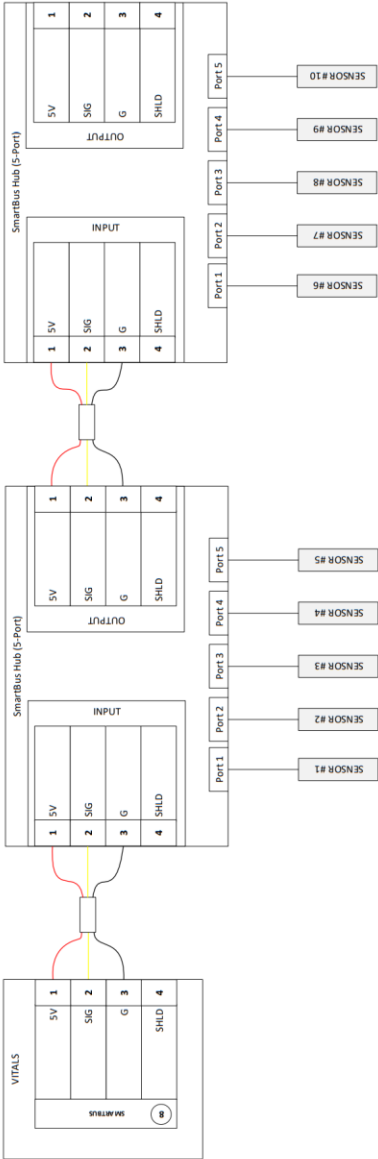 VITALS
SMARTBUS
8
5V
1
SIG
2
G
3
SHLD
4
SmartBus Hub (5-Port)
INPUT
1
5V
2
SIG
3
G
4
SHLD
OUTPUT
5V
1
SIG
2
G
3
SHLD
4
Port 1
Port 2
Port 3
Port 4
Port 5
SENSOR #1
SENSOR #2
SENSOR #3
SENSOR #4
SENSOR #5
SmartBus Hub (5-Port)
INPUT
1
5V
2
SIG
3
G
4
SHLD
OUTPUT
5V
1
SIG
2
G
3
SHLD
4
Port 1
Port 2
Port 3
Port 4
Port 5
SENSOR #6
SENSOR #7
SENSOR #8
SENSOR #9
SENSOR #10